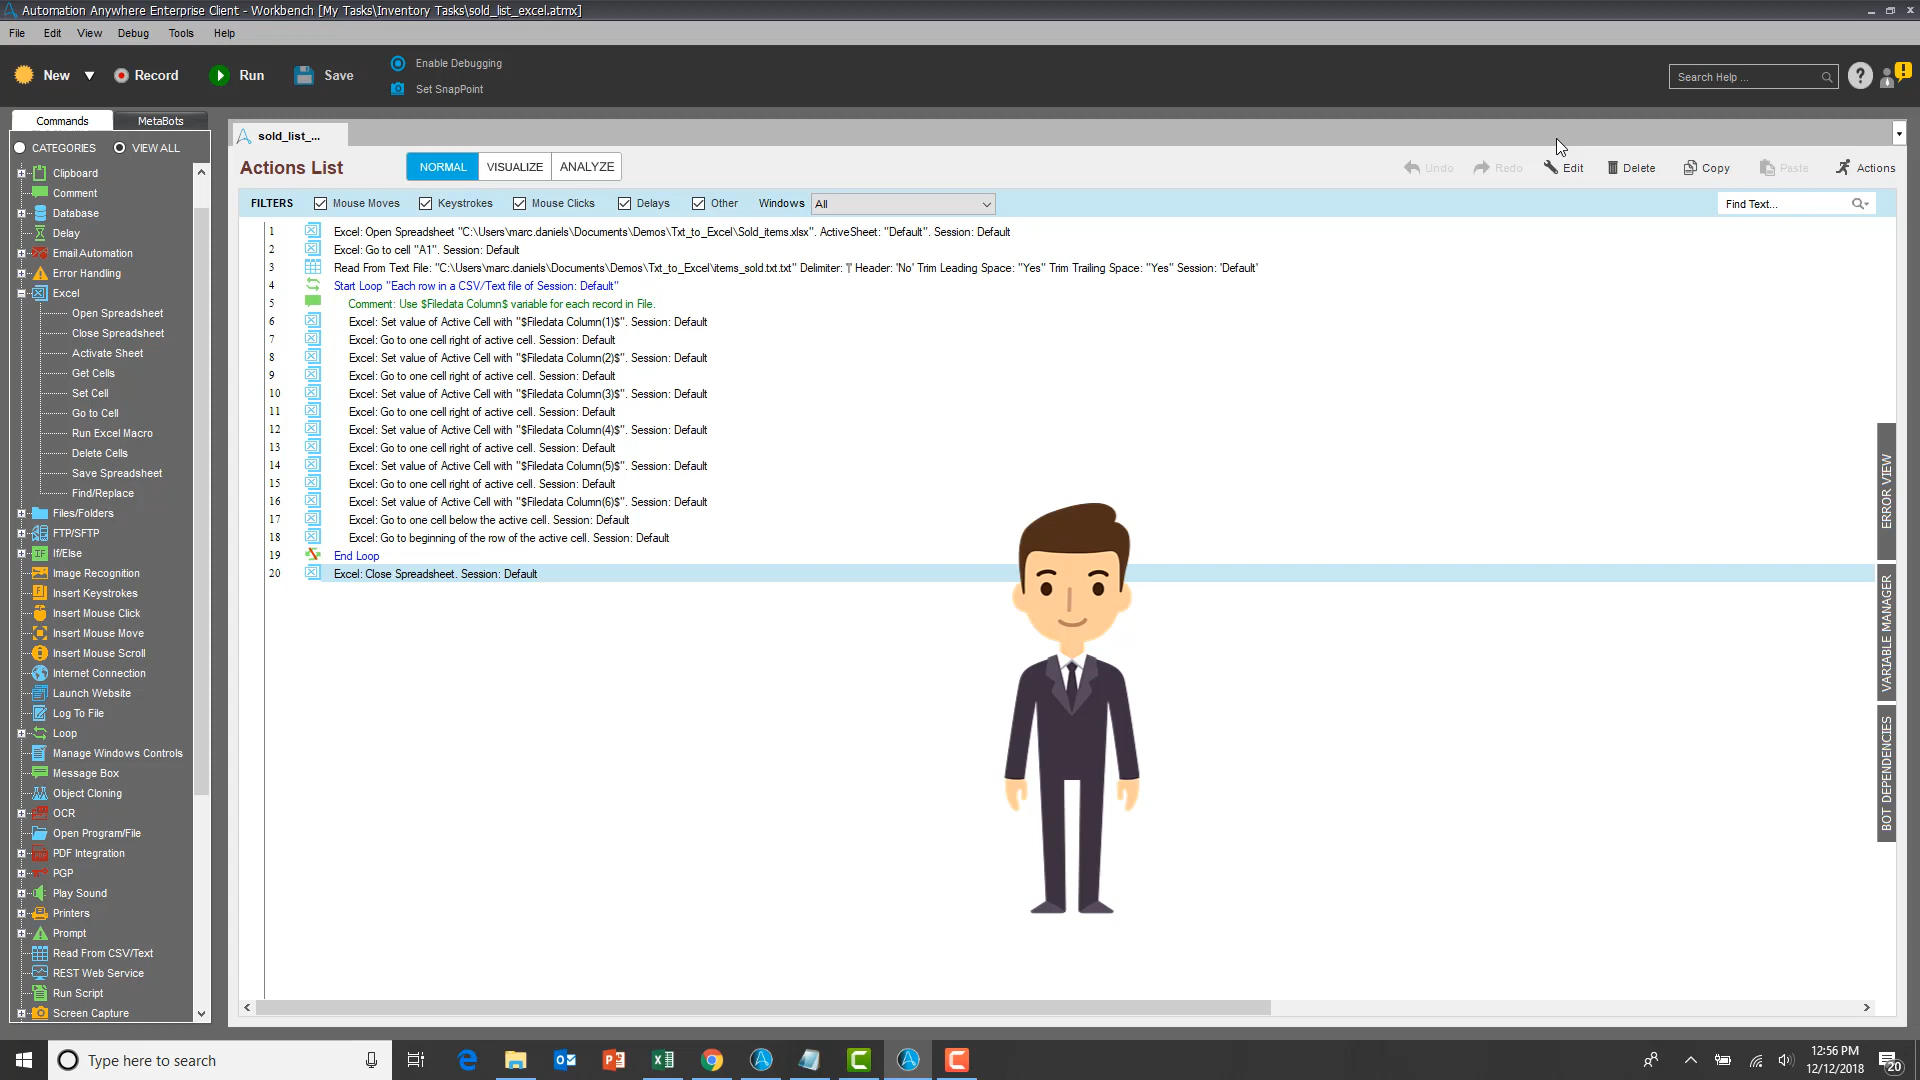 Automation Anywhere Enterprise Client - Workbench [My Tasks\Inventory Tasks\sold_list_excel.atmx]
File Edit View Debug Tools Help
New Record Run Save
Enable Debugging
Set SnapPoint
Search Help ...
Commands MetaBots
CATEGORIES VIEW ALL
Clipboard
Comment
Database
Delay
Email Automation
Error Handling
Excel
Open Spreadsheet
Close Spreadsheet
Activate Sheet
Get Cells
Set Cell
Go to Cell
Run Excel Macro
Delete Cells
Save Spreadsheet
Find/Replace
Files/Folders
FTP/SFTP
If/Else
Image Recognition
Insert Keystrokes
Insert Mouse Click
Insert Mouse Move
Insert Mouse Scroll
Internet Connection
Launch Website
Log To File
Loop
Manage Windows Controls
Message Box
Object Cloning
OCR
Open Program/File
PDF Integration
PGP
Play Sound
Printers
Prompt
Read From CSV/Text
REST Web Service
Run Script
Screen Capture
sold_list_...
Actions List NORMAL VISUALIZE ANALYZE Undo Redo Edit Delete Copy Paste Actions
FILTERS Mouse Moves Keystrokes Mouse Clicks Delays Other Windows All Find Text...
1 Excel: Open Spreadsheet "C:\Users\marc.daniels\Documents\Demos\Txt_to_Excel\Sold_items.xlsx". ActiveSheet: "Default". Session: Default
2 Excel: Go to cell "A1". Session: Default
3 Read From Text File: "C:\Users\marc.daniels\Documents\Demos\Txt_to_Excel\items_sold.txt.txt" Delimiter: '|' Header: 'No' Trim Leading Space: "Yes" Trim Trailing Space: "Yes" Session: 'Default'
4 Start Loop "Each row in a CSV/Text file of Session: Default"
5 Comment: Use $Filedata Column$ variable for each record in File.
6 Excel: Set value of Active Cell with "$Filedata Column(1)$". Session: Default
7 Excel: Go to one cell right of active cell. Session: Default
8 Excel: Set value of Active Cell with "$Filedata Column(2)$". Session: Default
9 Excel: Go to one cell right of active cell. Session: Default
10 Excel: Set value of Active Cell with "$Filedata Column(3)$". Session: Default
11 Excel: Go to one cell right of active cell. Session: Default
12 Excel: Set value of Active Cell with "$Filedata Column(4)$". Session: Default
13 Excel: Go to one cell right of active cell. Session: Default
14 Excel: Set value of Active Cell with "$Filedata Column(5)$". Session: Default
15 Excel: Go to one cell right of active cell. Session: Default
16 Excel: Set value of Active Cell with "$Filedata Column(6)$". Session: Default
17 Excel: Go to one cell below the active cell. Session: Default
18 Excel: Go to beginning of the row of the active cell. Session: Default
19 End Loop
20 Excel: Close Spreadsheet. Session: Default
ERROR VIEW
VARIABLE MANAGER
BOT DEPENDENCIES
Type here to search
12:56 PM
12/12/2018
20